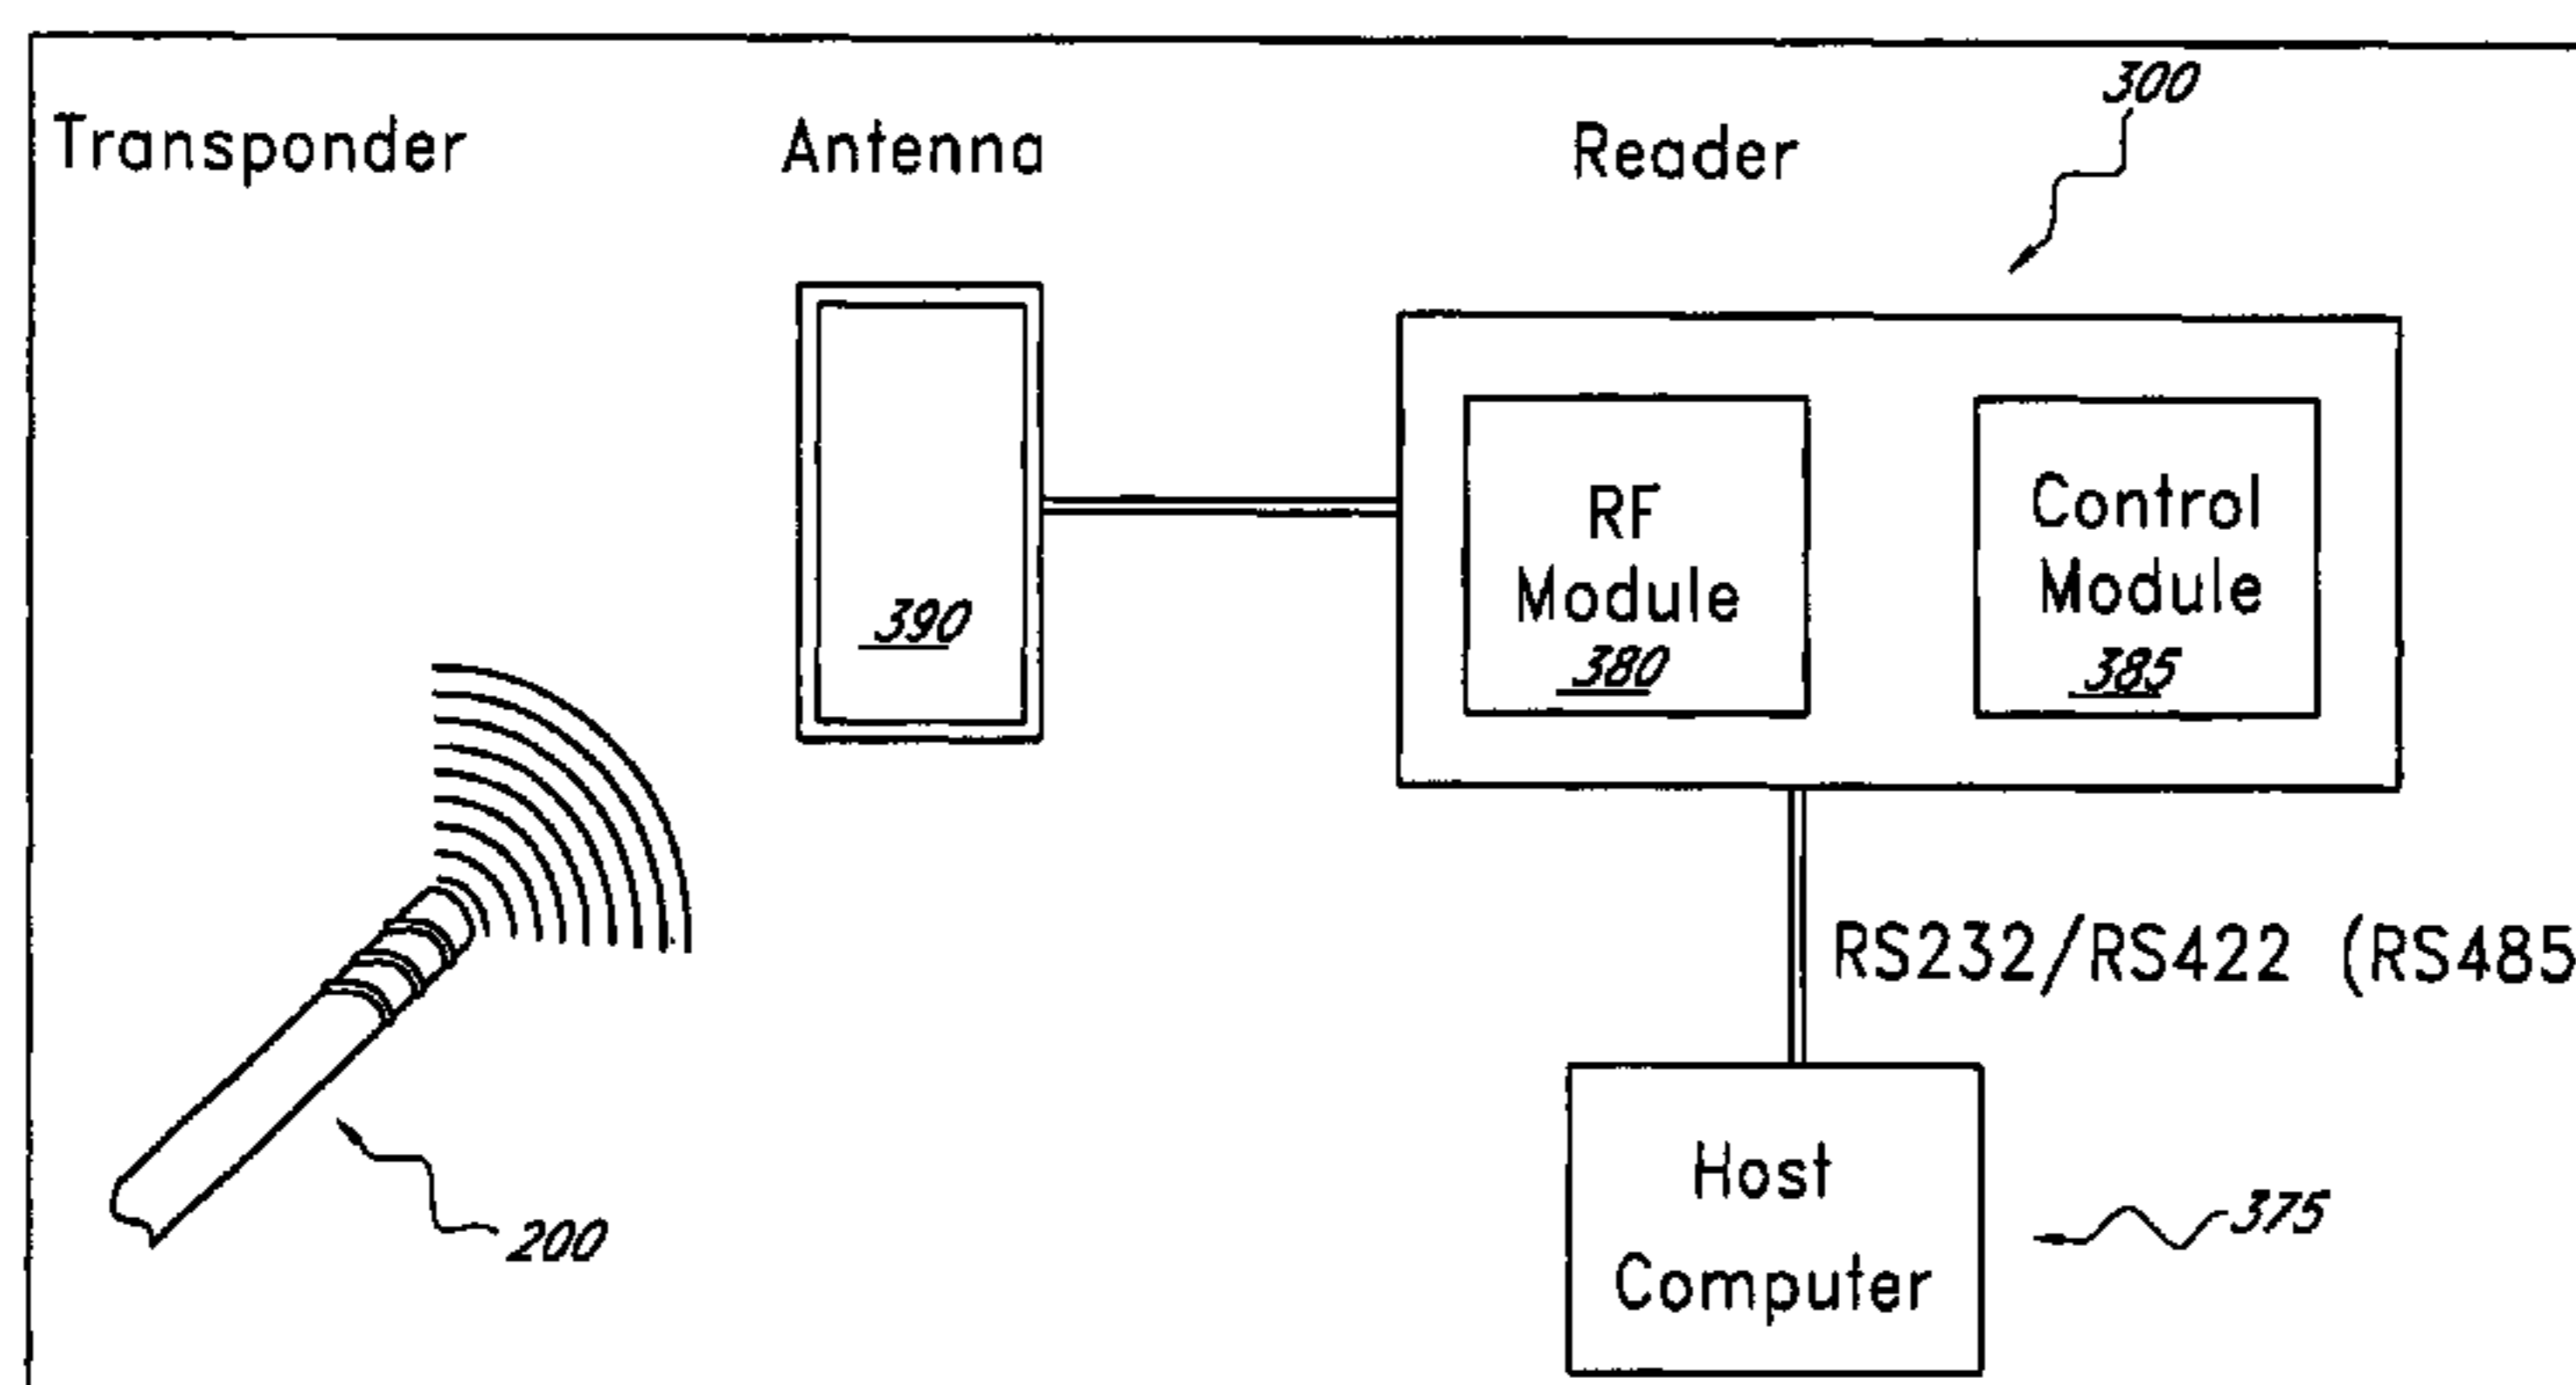 300
Transponder
Antenna
Reader
RF
Module
380
Control
Module
385
390
RS232/RS422 (RS485
Host
Computer
375
200